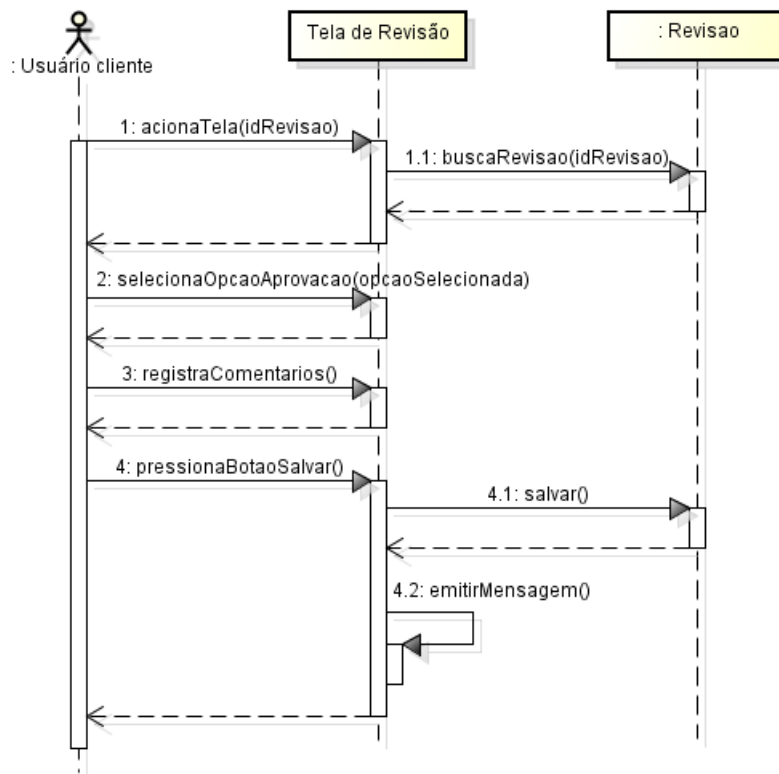 Tela de Revisão
: Revisao
: Usuário cliente
1: acionaTela(idRevisao)
1.1: buscaRevisao(idRevisao)
2: selecionaOpcaoAprovacao(opcaoSelecionada)
3: registraComentarios()
4: pressionaBotaoSalvar()
4.1: salvar()
4.2: emitirMensagem()